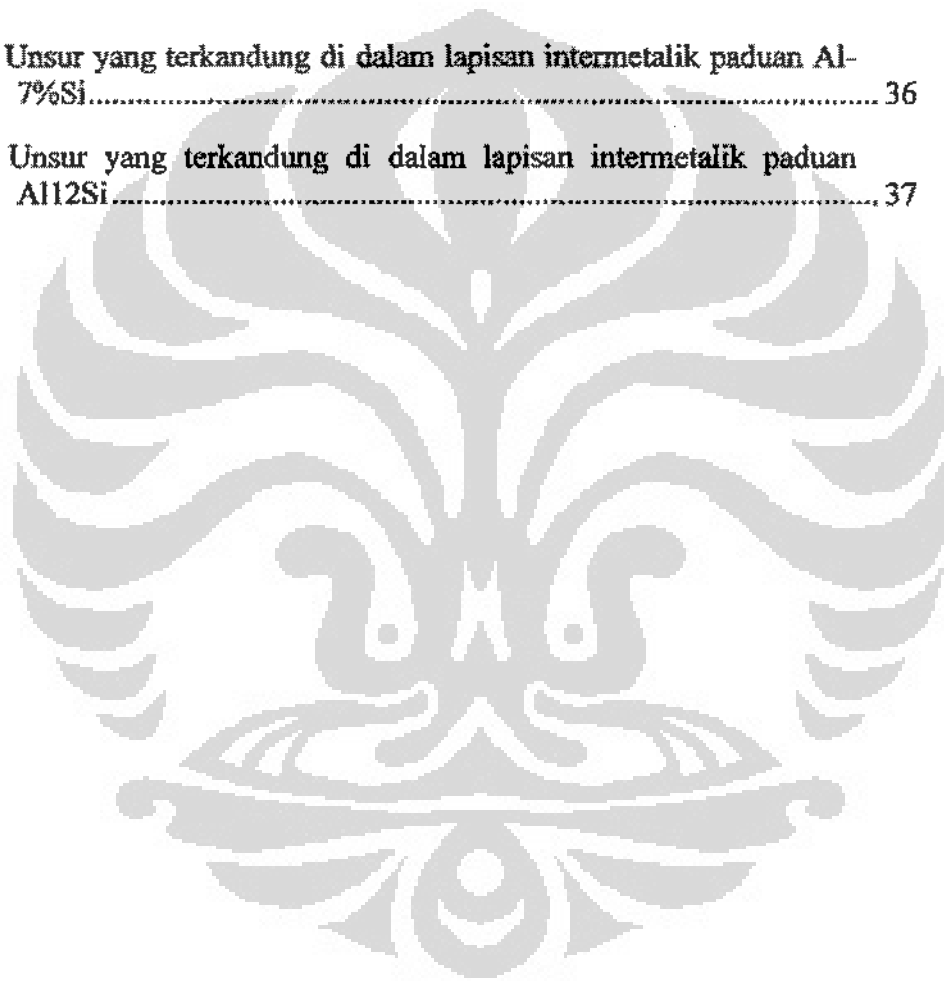 Unsur yang terkandung di dalam lapisan intermetalik paduan Al-
7%Si.......................................................................................... 36
Unsur yang terkandung di dalam lapisan intermetalik paduan
Al12Si....................................................................................... 37